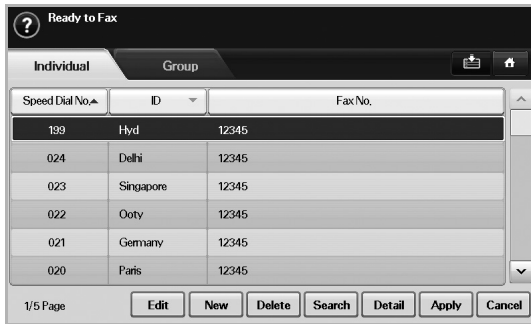 ? Ready to Fax
Individual Group
Speed Dial No. ID Fax No.
199 Hyd 12345
024 Delhi 12345
023 Singapore 12345
022 Ooty 12345
021 Germany 12345
020 Paris 12345
1/5 Page Edit New Delete Search Detail Apply Cancel